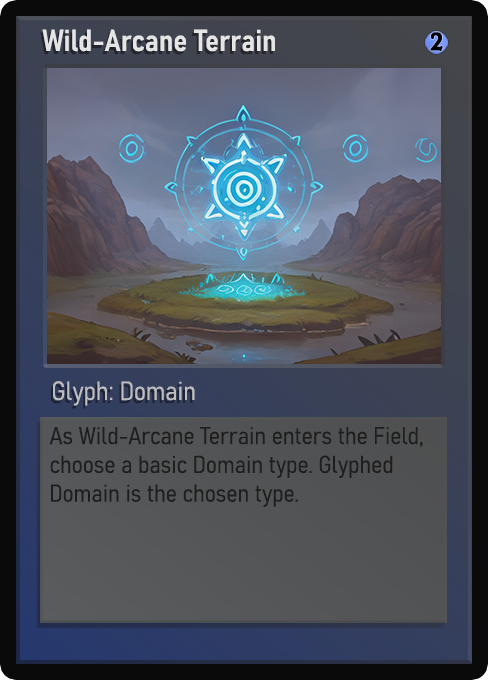 Wild-Arcane Terrain 2
Glyph: Domain
As Wild-Arcane Terrain enters the Field,
choose a basic Domain type. Glyphed
Domain is the chosen type.